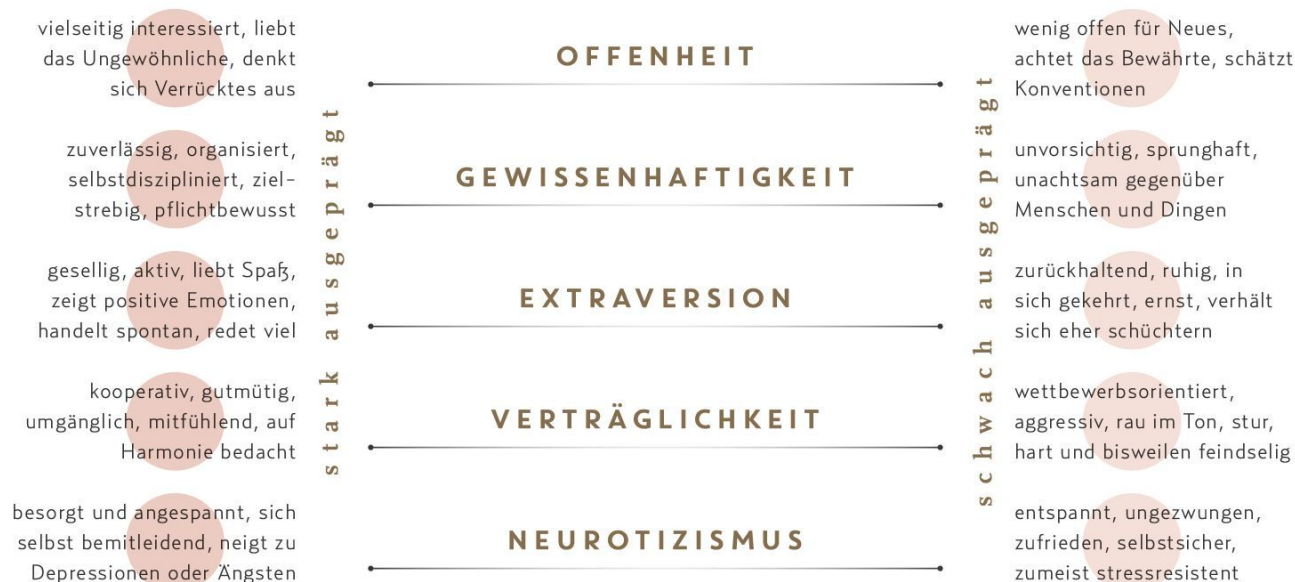 vielseitig interessiert, liebt
das Ungewöhnliche, denkt
sich Verrücktes aus
OFFENHEIT
wenig offen für Neues,
achtet das Bewährte, schätzt
Konventionen
zuverlässig, organisiert,
selbstdiszipliniert, ziel-
strebig, pflichtbewusst
GEWISSENHAFTIGKEIT
unvorsichtig, sprunghaft,
unachtsam gegenüber
Menschen und Dingen
gesellig, aktiv, liebt Spaß,
zeigt positive Emotionen,
handelt spontan, redet viel
EXTRAVERSION
zurückhaltend, ruhig, in
sich gekehrt, ernst, verhält
sich eher schüchtern
kooperativ, gutmütig,
umgänglich, mitfühlend, auf
Harmonie bedacht
VERTRÄGLICHKEIT
wettbewerbsorientiert,
aggressiv, rau im Ton, stur,
hart und bisweilen feindselig
besorgt und angespannt, sich
selbst bemitleidend, neigt zu
Depressionen oder Ängsten
NEUROTIZISMUS
entspannt, ungezwungen,
zufrieden, selbstsicher,
zumeist stressresistent
stark ausgeprägt
schwach ausgeprägt